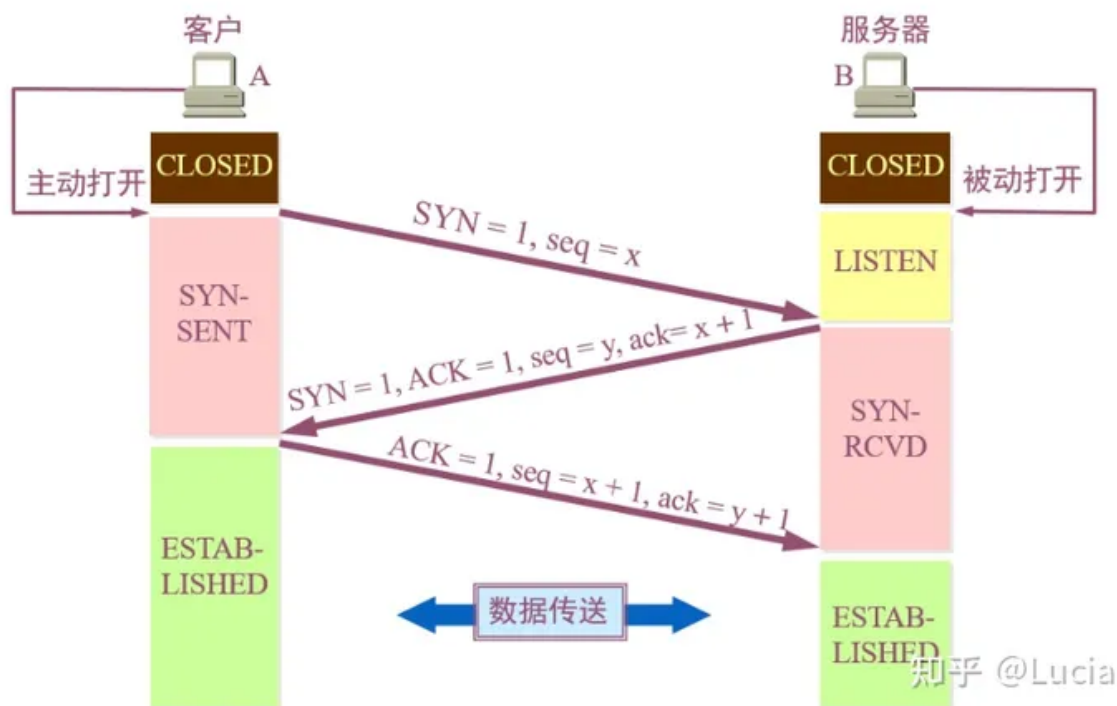 客户
服务器
A
B
CLOSED
CLOSED
主动打开
被动打开
SYN = 1, seq = x
LISTEN
SYN-
SENT
SYN = 1, ACK = 1, seq = y, ack= x + 1
SYN-
RCVD
ACK = 1, seq = x + 1, ack = y + 1
ESTAB-
LISHED
数据传送
ESTAB-
LISHED
知乎 @Lucia